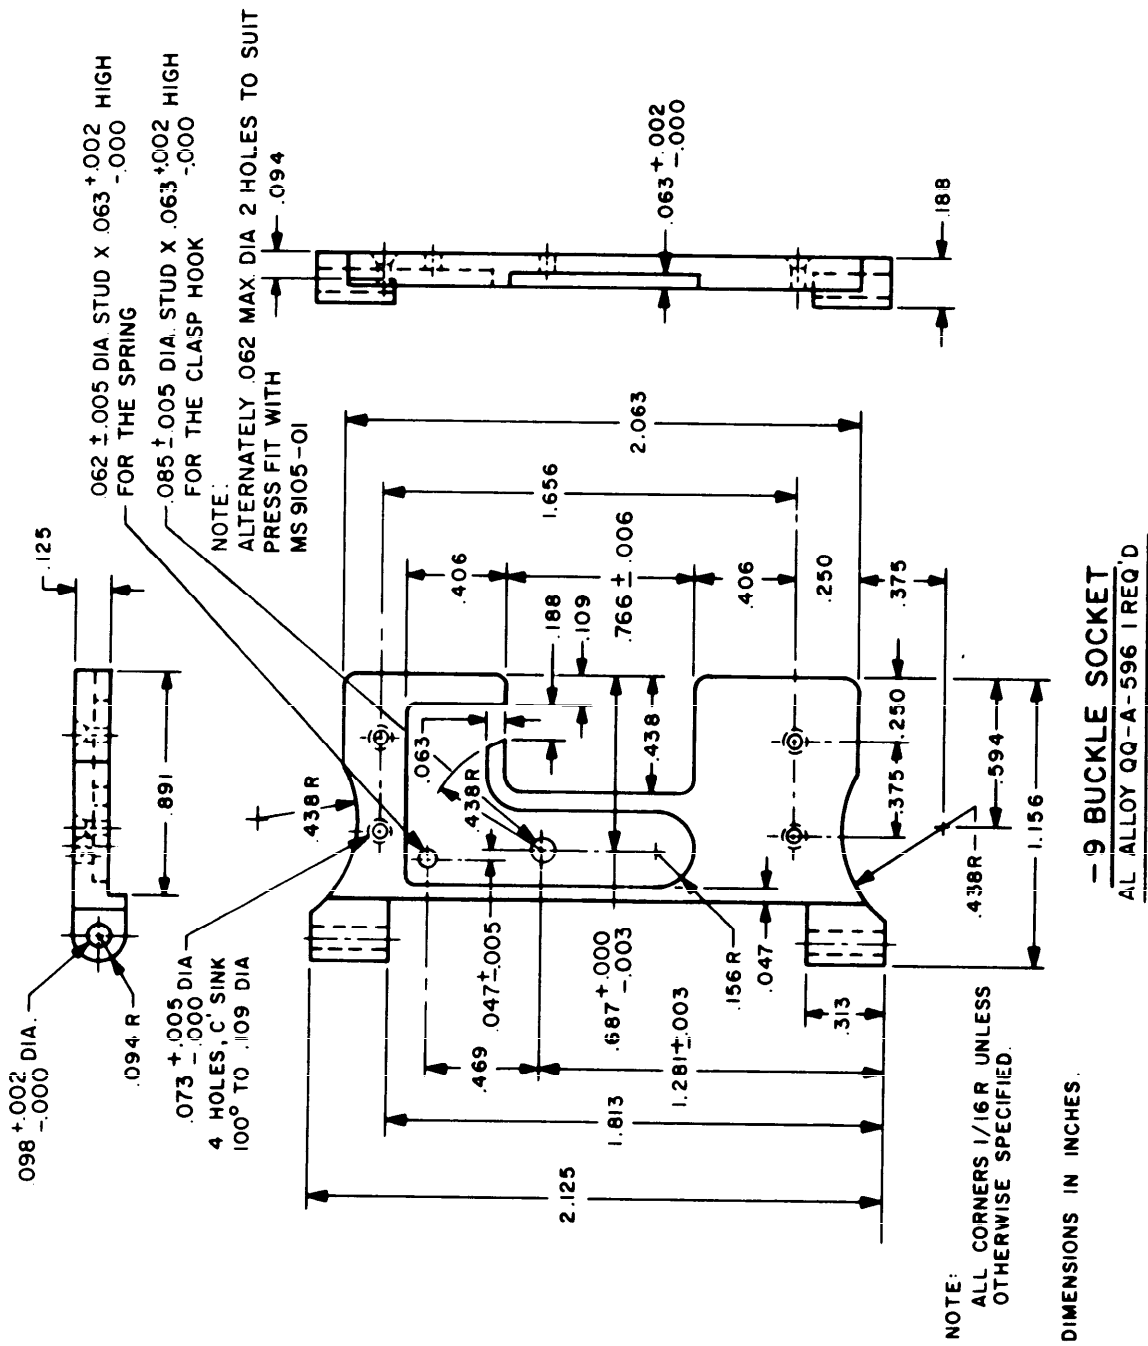 .062 ±.005 DIA. STUD X .063 +.002 HIGH
-.000
FOR THE SPRING
.085 ±.005 DIA. STUD X .063 +.002 HIGH
-.000
FOR THE CLASP HOOK
NOTE:
ALTERNATELY .062 MAX. DIA 2 HOLES TO SUIT
PRESS FIT WITH
MS 9105-01
.094
.063 +.002
-.000
.188
.125
.891
.098 +.002 DIA.
-.000
.094 R
.073 +.005 DIA
-.000
4 HOLES, C' SINK
100° TO .109 DIA
.438 R
.063
.438R
.188
.109
.438
.406
.766 ± .006
.406
.250
.375
1.656
2.063
.375
.250
.594
1.156
.438R
.047±.005
.687 +.000
-.003
.156 R
.047
.313
.469
1.281±.003
1.813
2.125
NOTE:
ALL CORNERS 1/16 R UNLESS
OTHERWISE SPECIFIED.
DIMENSIONS IN INCHES.
-9 BUCKLE SOCKET
AL ALLOY QQ-A-596 1 REQ'D